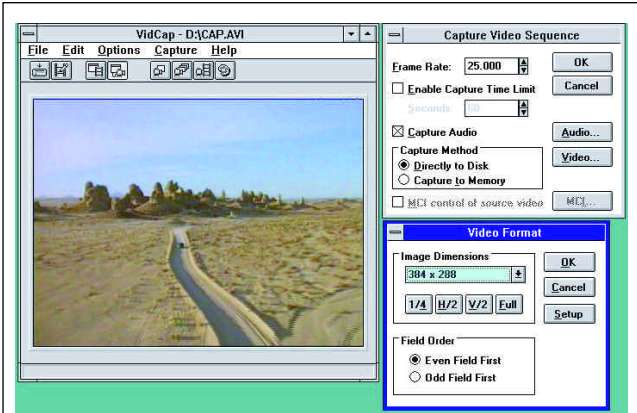 VidCap - D:\CAP.AVI
File Edit Options Capture Help
Capture Video Sequence
Frame Rate: 25.000
OK
Cancel
Enable Capture Time Limit
Seconds: 60
Capture Audio
Audio...
Capture Method
Directly to Disk
Capture to Memory
Video...
MCI control of source video
MCI...
Video Format
Image Dimensions
384 x 288
1/4 H/2 V/2 Full
OK
Cancel
Setup
Field Order
Even Field First
Odd Field First